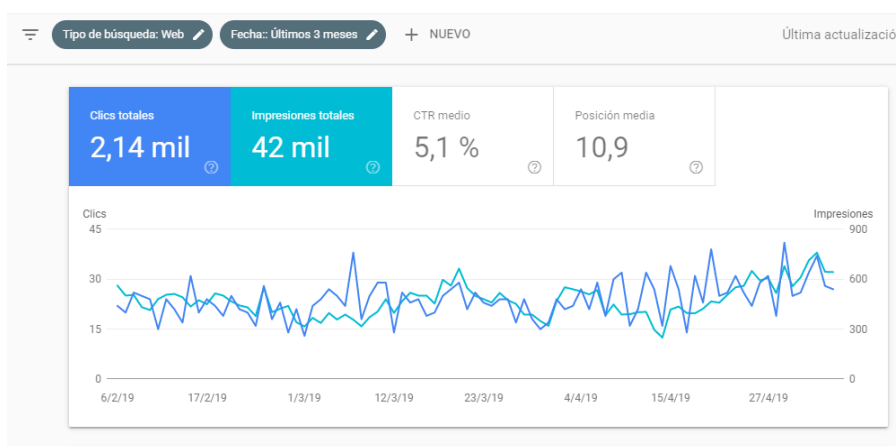 Tipo de búsqueda: Web Fecha:: Últimos 3 meses + NUEVO Última actualizació
Clics totales Impresiones totales CTR medio Posición media
2,14 mil 42 mil 5,1 % 10,9
Clics Impresiones
45 900
30 600
15 300
0 0
6/2/19 17/2/19 1/3/19 12/3/19 23/3/19 4/4/19 15/4/19 27/4/19